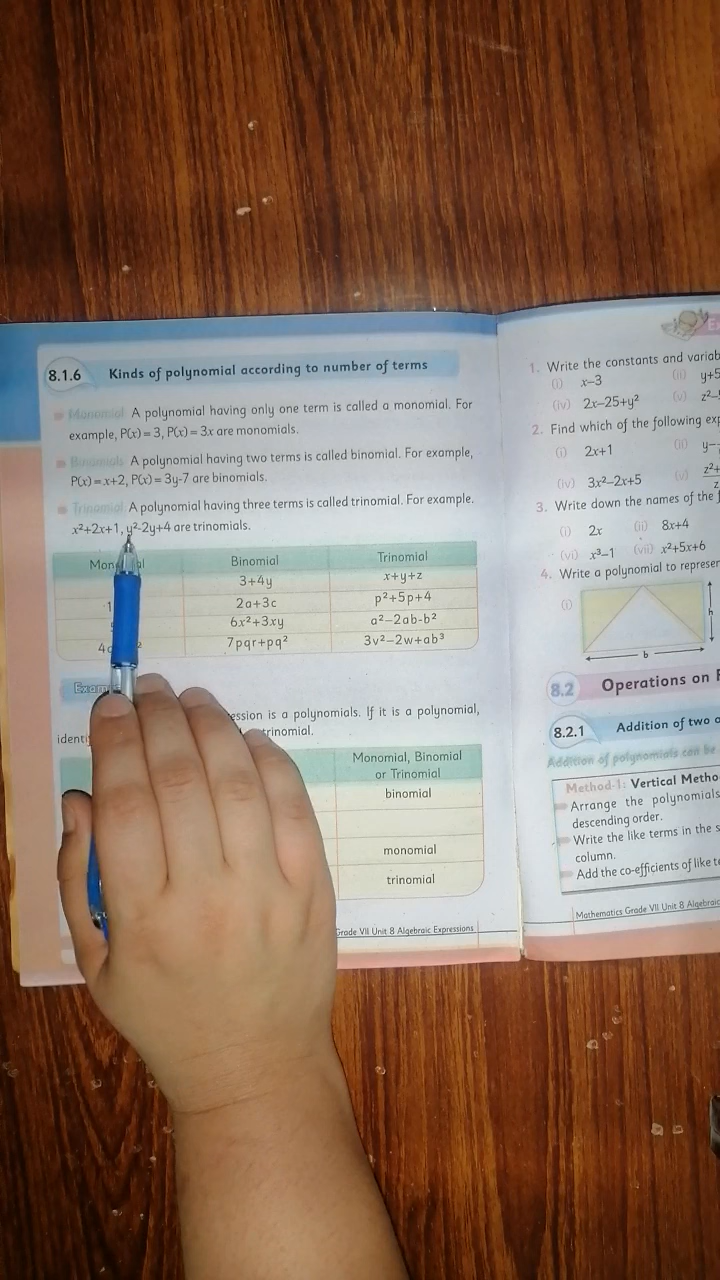 8.1.6 Kinds of polynomial according to number of terms
Monomial A polynomial having only one term is called a monomial. For
example, P(x) = 3, P(x) = 3x are monomials.
Binomials A polynomial having two terms is called binomial. For example,
P(x) = x+2, P(x) = 3y-7 are binomials.
Trinomial A polynomial having three terms is called trinomial. For example.
x²+2x+1, y²-2y+4 are trinomials.
Binomial Trinomial
3+4y x+y+z
2a+3c p²+5p+4
6x²+3xy a²−2ab-b²
7pqr+pq² 3v²−2w+ab³
is a polynomials. If it is a polynomial,
trinomial.
Monomial, Binomial
or Trinomial
binomial
monomial
trinomial
Grade VII Unit 8 Algebraic Expressions
1. Write the constants and
(i) x−3 (ii)
(iv) 2x−25+y² (v)
2. Find which of the following
(i) 2x+1 (ii)
(iv) 3x²−2x+5 (v)
3. Write down the names of the
(i) 2x (ii) 8x+4
(vi) x³−1 (vii) x²+5x+6
4. Write a polynomial to
(i)
h
b
8.2 Operations on
8.2.1 Addition of two
Addition of polynomials can be
Method-1: Vertical
Arrange the polynomials
descending order.
Write the like terms in the
column.
Add the co-efficients of like
Mathematics Grade VII Unit 8